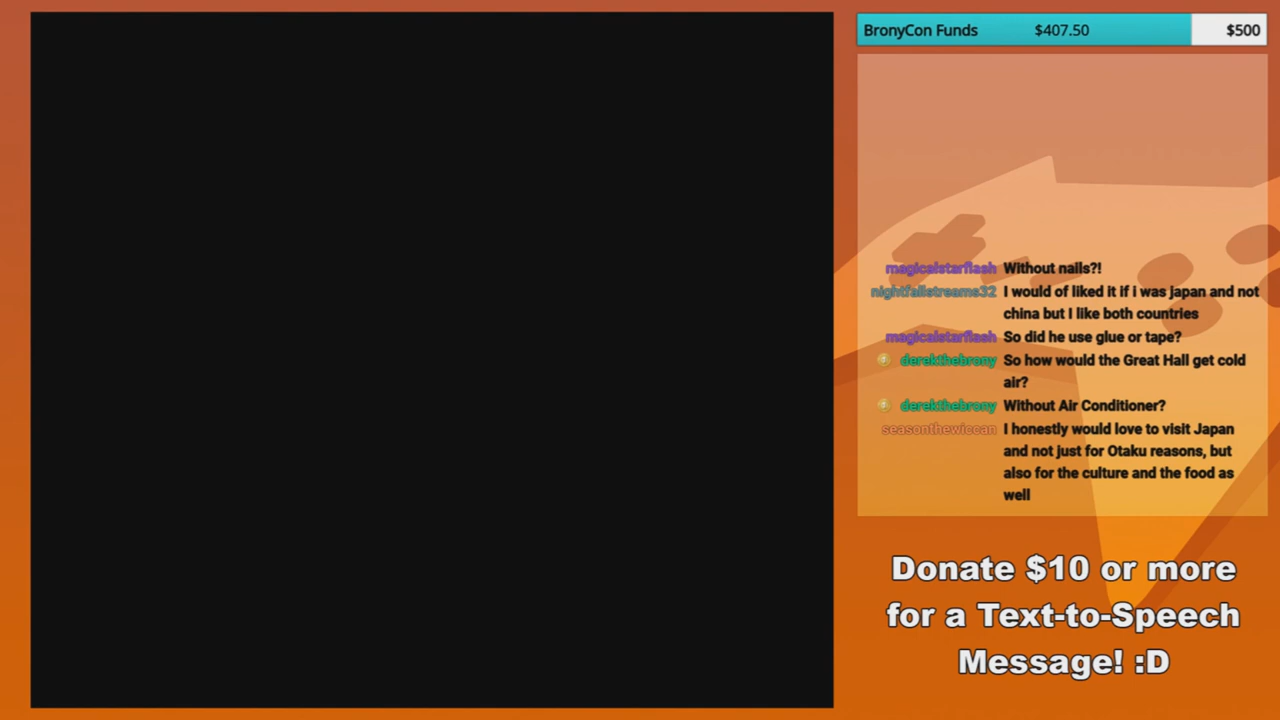 BronyCon Funds $407.50 $500
magicalstarflash Without nails?!
nightfallstreams32 I would of liked it if i was japan and not
china but I like both countries
magicalstarflash So did he use glue or tape?
derekthebrony So how would the Great Hall get cold
air?
derekthebrony Without Air Conditioner?
seasonthewiccan I honestly would love to visit Japan
and not just for Otaku reasons, but
also for the culture and the food as
well
Donate $10 or more
for a Text-to-Speech
Message! :D